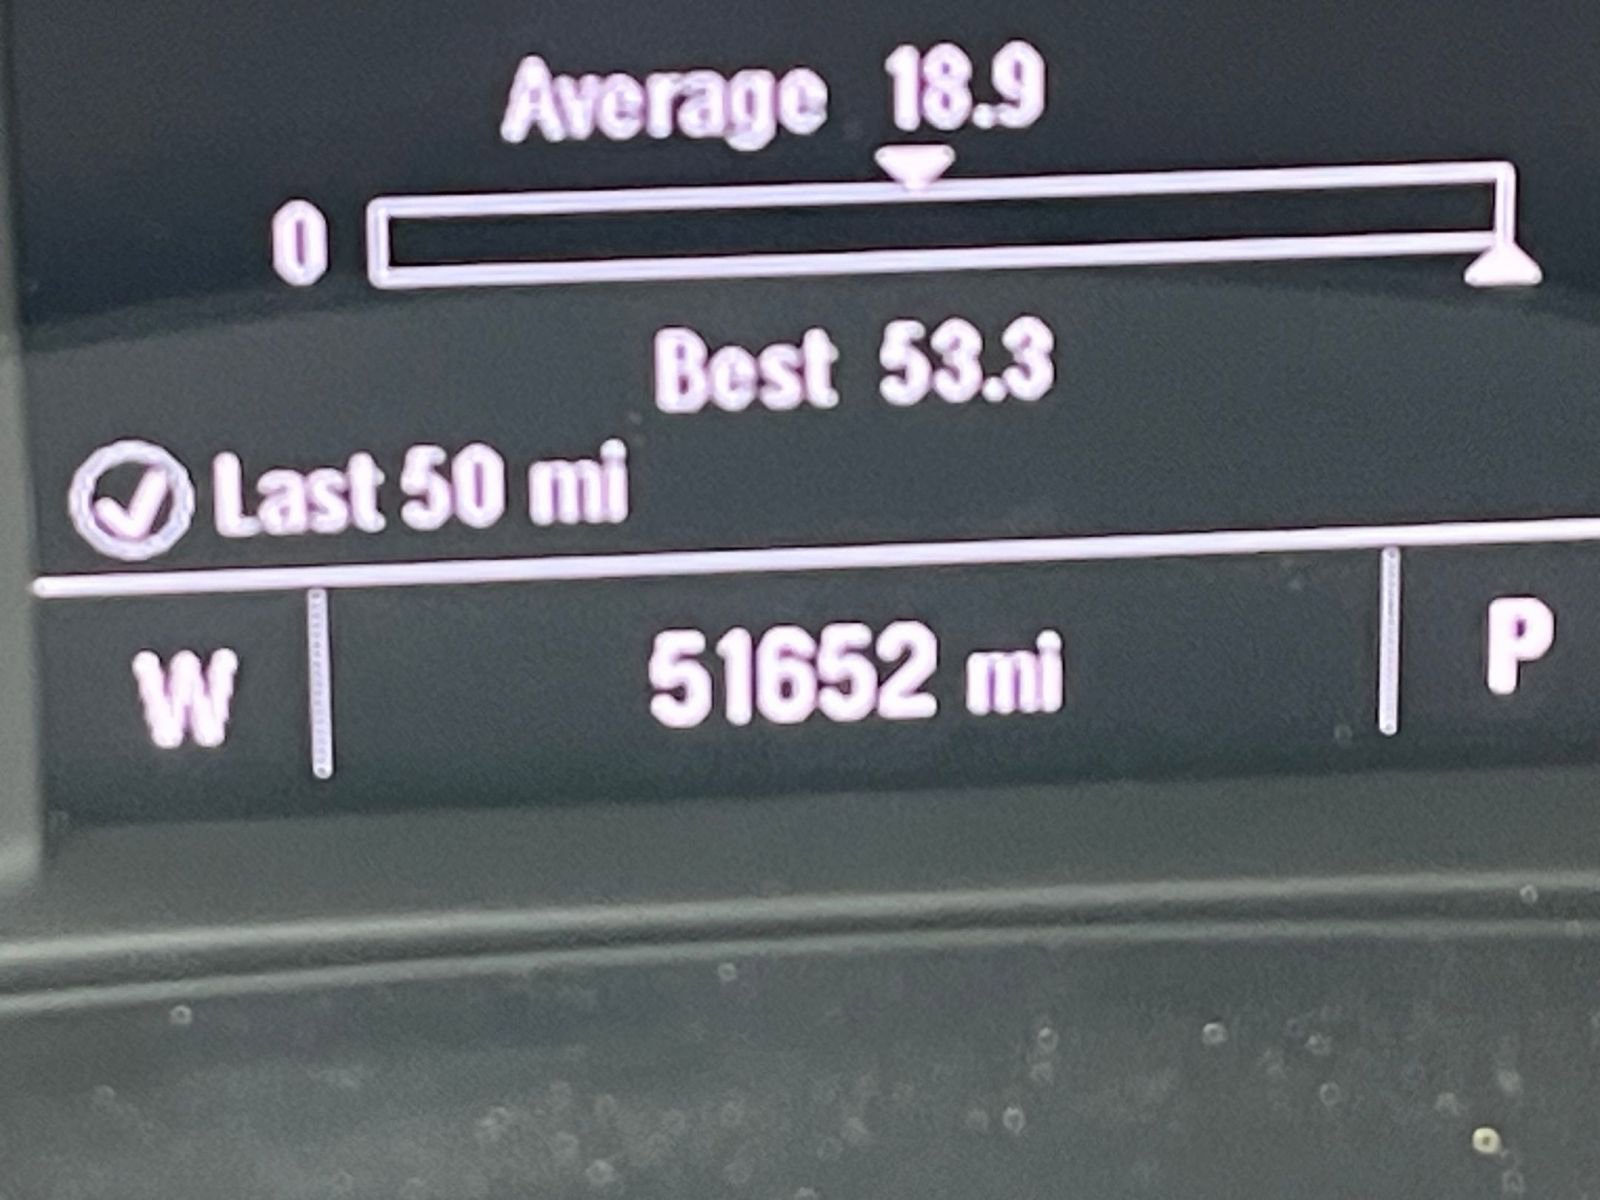 Average 18.9
0
Best 53.3
Last 50 mi
W 51652 mi P